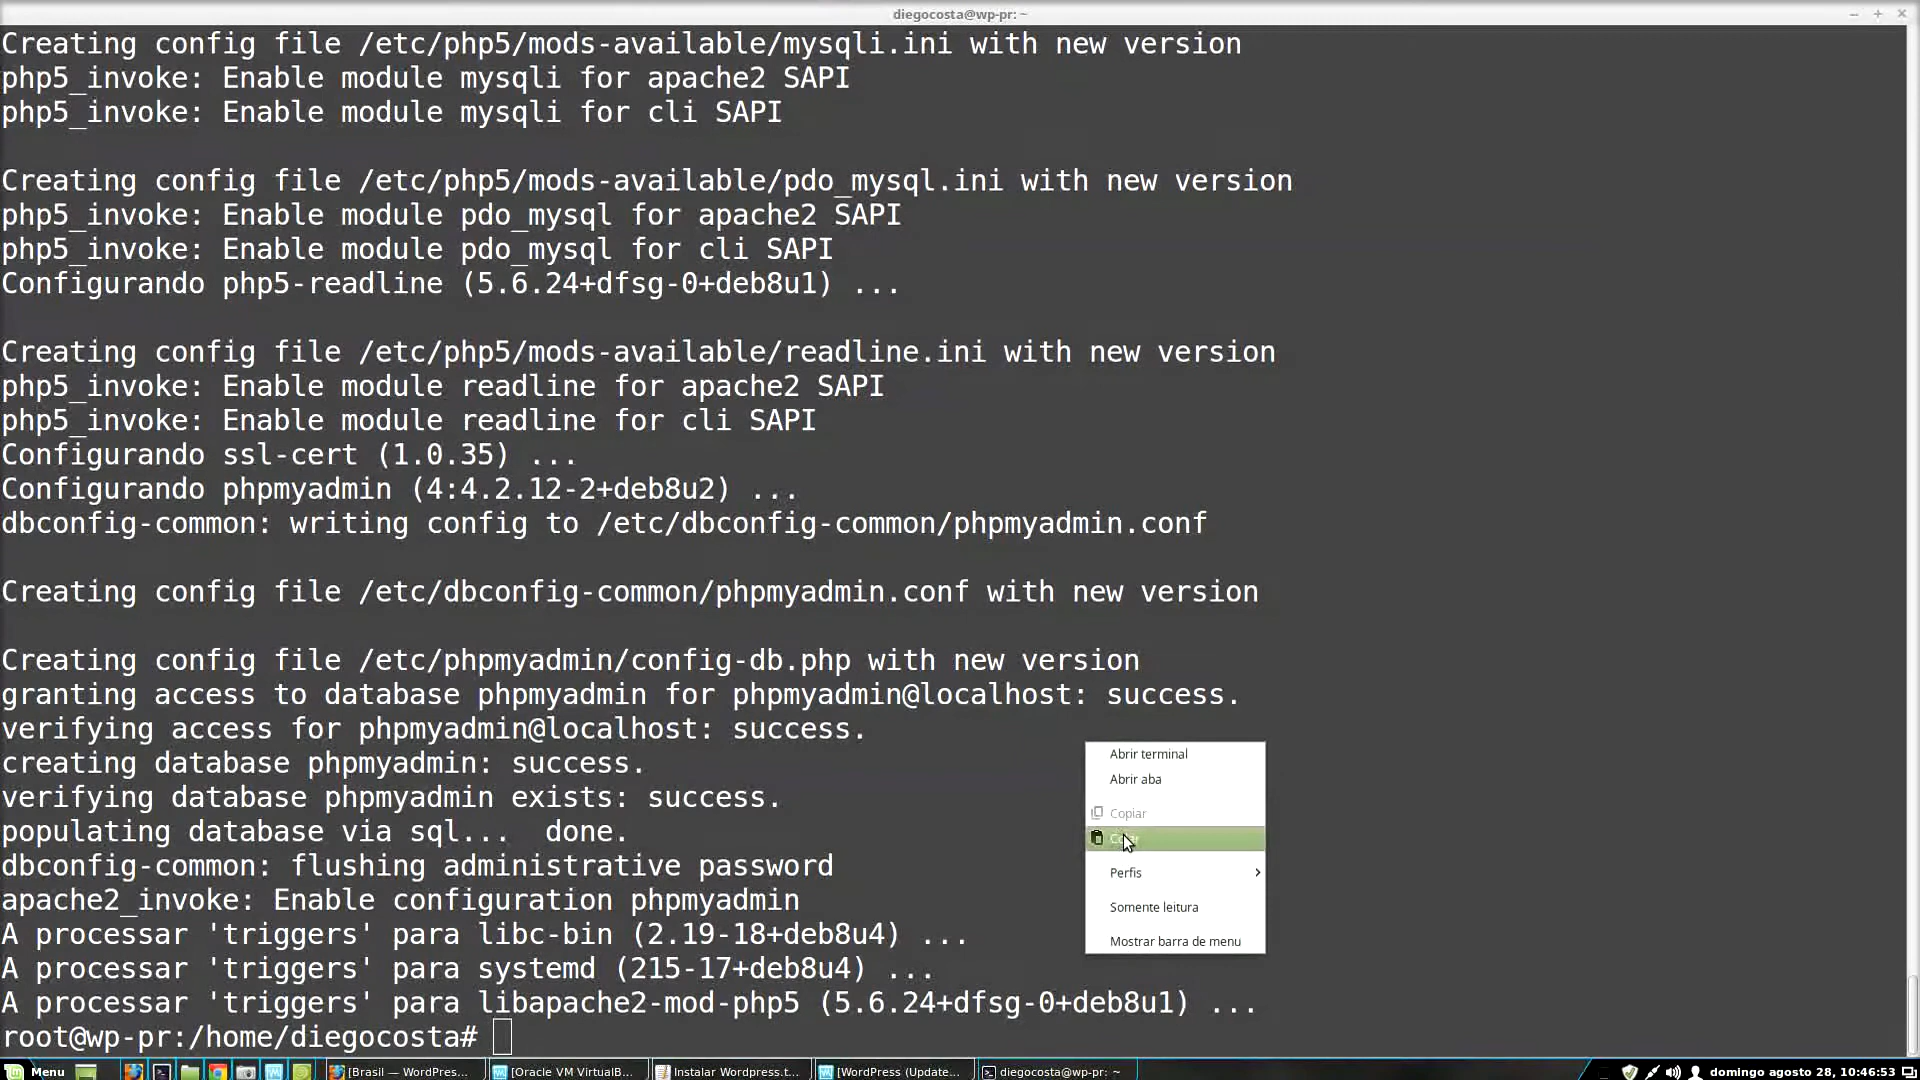 diegocosta@wp-pr: ~
Creating config file /etc/php5/mods-available/mysqli.ini with new version
php5_invoke: Enable module mysqli for apache2 SAPI
php5_invoke: Enable module mysqli for cli SAPI
Creating config file /etc/php5/mods-available/pdo_mysql.ini with new version
php5_invoke: Enable module pdo_mysql for apache2 SAPI
php5_invoke: Enable module pdo_mysql for cli SAPI
Configurando php5-readline (5.6.24+dfsg-0+deb8u1) ...
Creating config file /etc/php5/mods-available/readline.ini with new version
php5_invoke: Enable module readline for apache2 SAPI
php5_invoke: Enable module readline for cli SAPI
Configurando ssl-cert (1.0.35) ...
Configurando phpmyadmin (4:4.2.12-2+deb8u2) ...
dbconfig-common: writing config to /etc/dbconfig-common/phpmyadmin.conf
Creating config file /etc/dbconfig-common/phpmyadmin.conf with new version
Creating config file /etc/phpmyadmin/config-db.php with new version
granting access to database phpmyadmin for phpmyadmin@localhost: success.
verifying access for phpmyadmin@localhost: success.
creating database phpmyadmin: success.
verifying database phpmyadmin exists: success.
populating database via sql... done.
dbconfig-common: flushing administrative password
apache2_invoke: Enable configuration phpmyadmin
A processar 'triggers' para libc-bin (2.19-18+deb8u4) ...
A processar 'triggers' para systemd (215-17+deb8u4) ...
A processar 'triggers' para libapache2-mod-php5 (5.6.24+dfsg-0+deb8u1) ...
root@wp-pr:/home/diegocosta#
Abrir terminal
Abrir aba
Copiar
Perfis
Somente leitura
Mostrar barra de menu
Menu
[Brasil — WordPres...
[Oracle VM VirtualB...
Instalar Wordpress.t...
[WordPress (Update...
diegocosta@wp-pr: ~
domingo agosto 28, 10:46:53